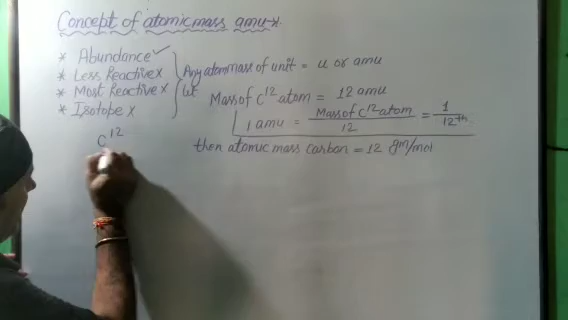 Concept of atomic mass amu
* Abundance ✓
* Less Reactive x
* Most Reactive x
* Isotope x
Any atom mass of unit = u or amu
Let
Mass of C¹² atom = 12 amu
1 amu = Mass of C¹² atom / 12 = 1 / 12th
then atomic mass carbon = 12 gm/mol
C¹²